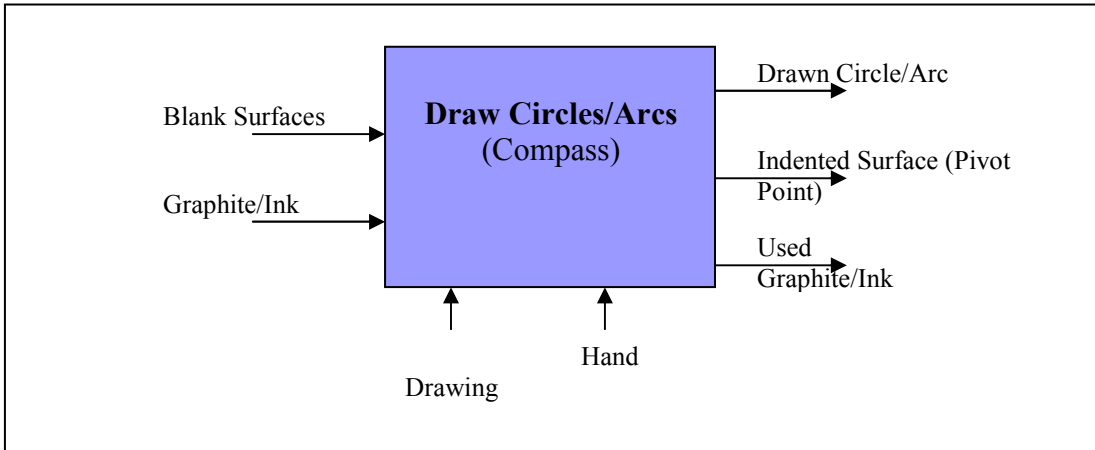 Drawn Circle/Arc
Blank Surfaces
Draw Circles/Arcs
(Compass)
Indented Surface (Pivot
Point)
Graphite/Ink
Used
Graphite/Ink
Hand
Drawing